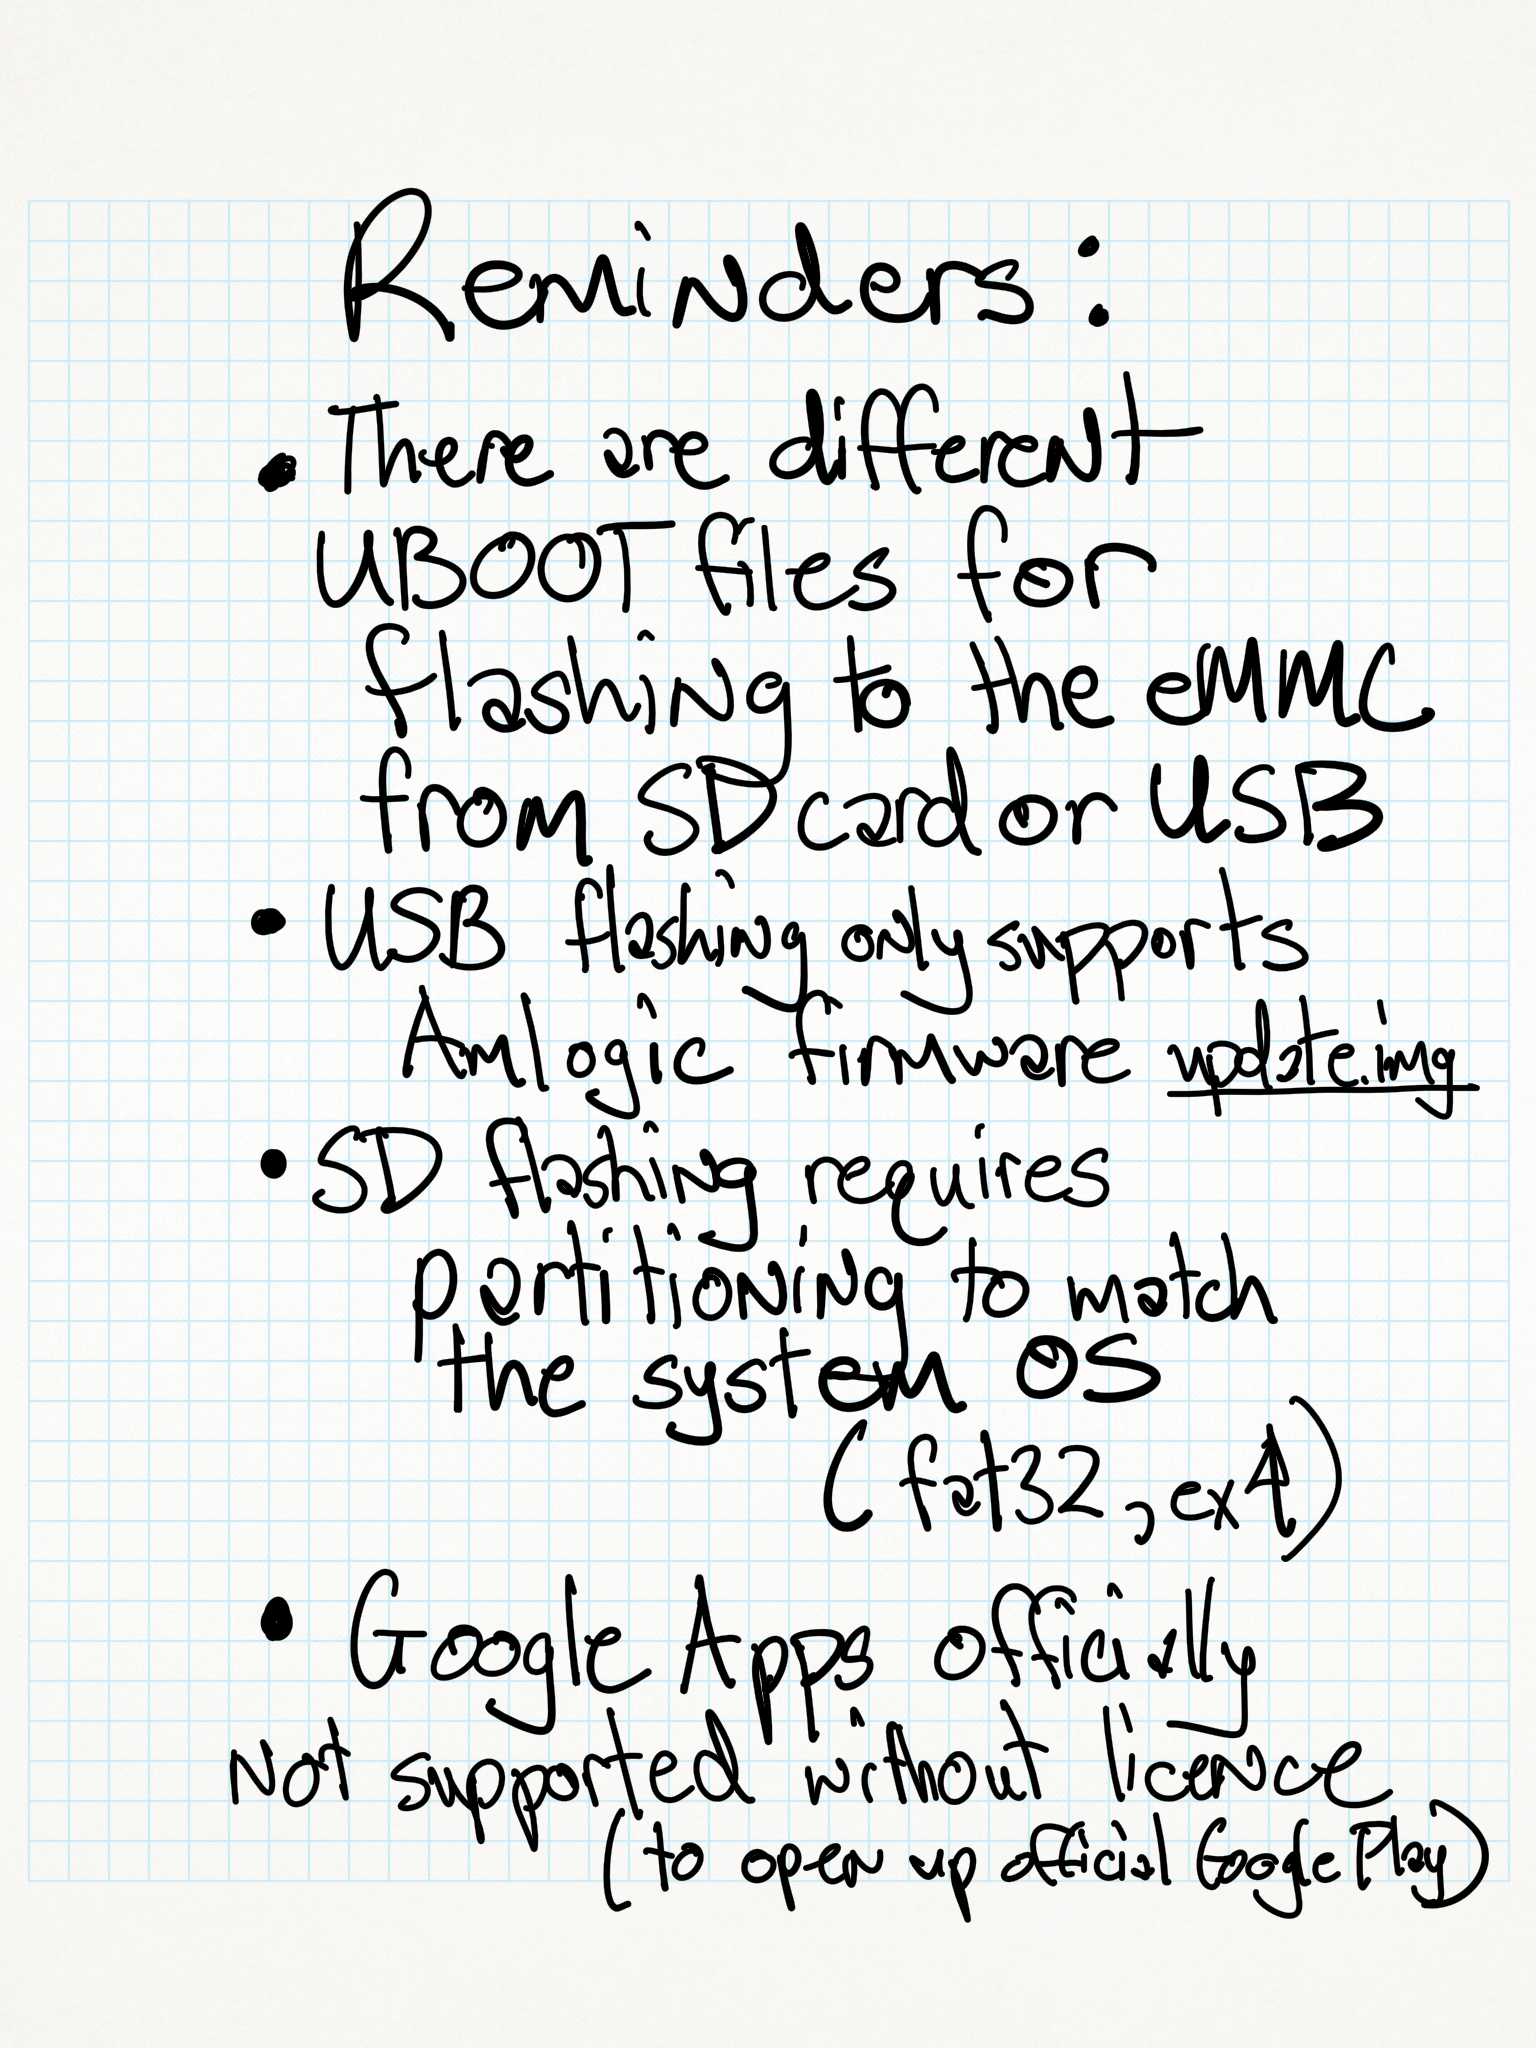 Reminders:
• There are different
UBOOT files for
flashing to the eMMC
from SD card or USB
• USB flashing only supports
Amlogic firmware update.img
• SD flashing requires
partitioning to match
the system OS
(fat32, ex4)
• Google Apps officially
Not supported without licence
(to open up official Google Play)